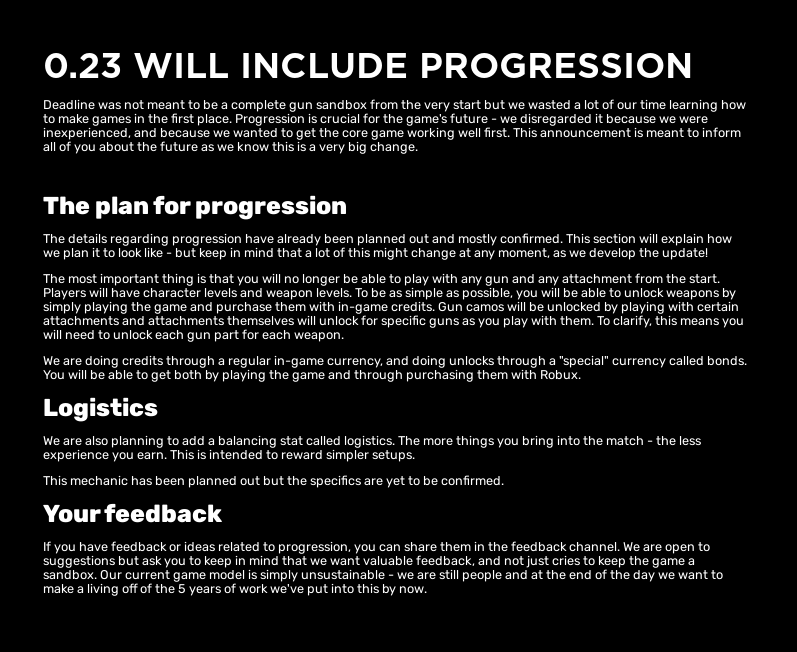 0.23 WILL INCLUDE PROGRESSION
Deadline was not meant to be a complete gun sandbox from the very start but we wasted a lot of our time learning how
to make games in the first place. Progression is crucial for the game's future - we disregarded it because we were
inexperienced, and because we wanted to get the core game working well first. This announcement is meant to inform
all of you about the future as we know this is a very big change.
The plan for progression
The details regarding progression have already been planned out and mostly confirmed. This section will explain how
we plan it to look like - but keep in mind that a lot of this might change at any moment, as we develop the update!
The most important thing is that you will no longer be able to play with any gun and any attachment from the start.
Players will have character levels and weapon levels. To be as simple as possible, you will be able to unlock weapons by
simply playing the game and purchase them with in-game credits. Gun camos will be unlocked by playing with certain
attachments and attachments themselves will unlock for specific guns as you play with them. To clarify, this means you
will need to unlock each gun part for each weapon.
We are doing credits through a regular in-game currency, and doing unlocks through a "special" currency called bonds.
You will be able to get both by playing the game and through purchasing them with Robux.
Logistics
We are also planning to add a balancing stat called logistics. The more things you bring into the match - the less
experience you earn. This is intended to reward simpler setups.
This mechanic has been planned out but the specifics are yet to be confirmed.
Your feedback
If you have feedback or ideas related to progression, you can share them in the feedback channel. We are open to
suggestions but ask you to keep in mind that we want valuable feedback, and not just cries to keep the game a
sandbox. Our current game model is simply unsustainable - we are still people and at the end of the day we want to
make a living off of the 5 years of work we've put into this by now.